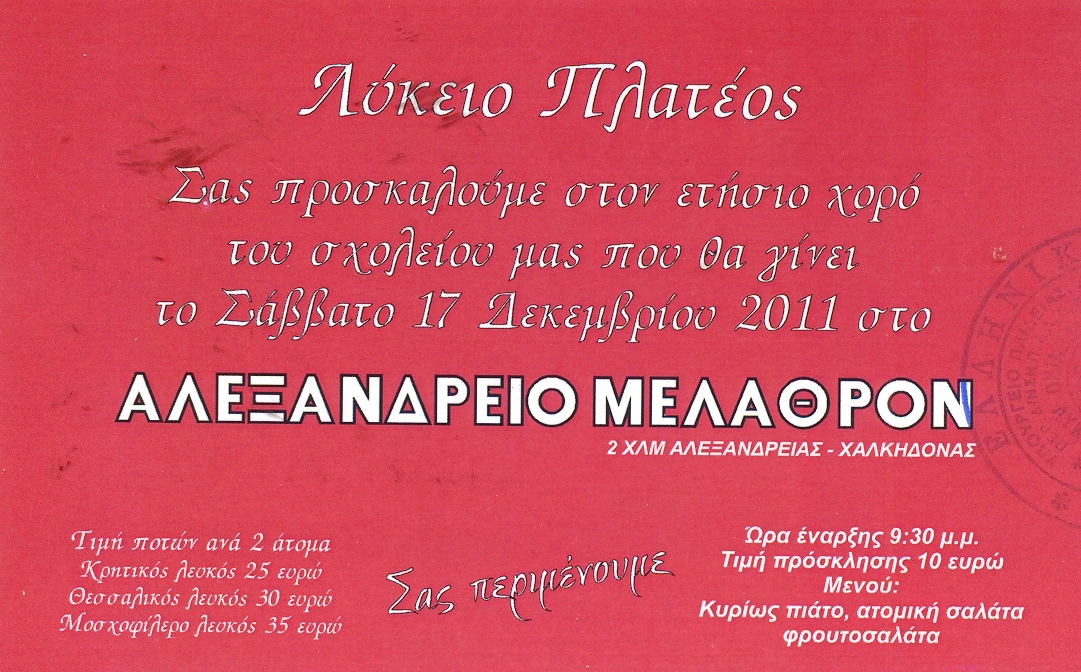 Λύκειο Πλατέος
Σας προσκαλούμε στον ετήσιο χορό
του σχολείου μας που θα γίνει
το Σάββατο 17 Δεκεμβρίου 2011 στο
ΑΛΕΞΑΝΔΡΕΙΟ ΜΕΛΑΘΡΟΝ
2 ΧΛΜ ΑΛΕΞΑΝΔΡΕΙΑΣ - ΧΑΛΚΗΔΟΝΑΣ
Τιμή ποτών ανά 2 άτομα
Κρητικός λευκός 25 ευρώ
Θεσσαλικός λευκός 30 ευρώ
Μοσχοφίλερο λευκός 35 ευρώ
Σας περιμένουμε
Ώρα έναρξης 9:30 μ.μ.
Τιμή πρόσκλησης 10 ευρώ
Μενού:
Κυρίως πιάτο, ατομική σαλάτα
φρουτοσαλάτα
ΕΛΛΗΝΙΚ